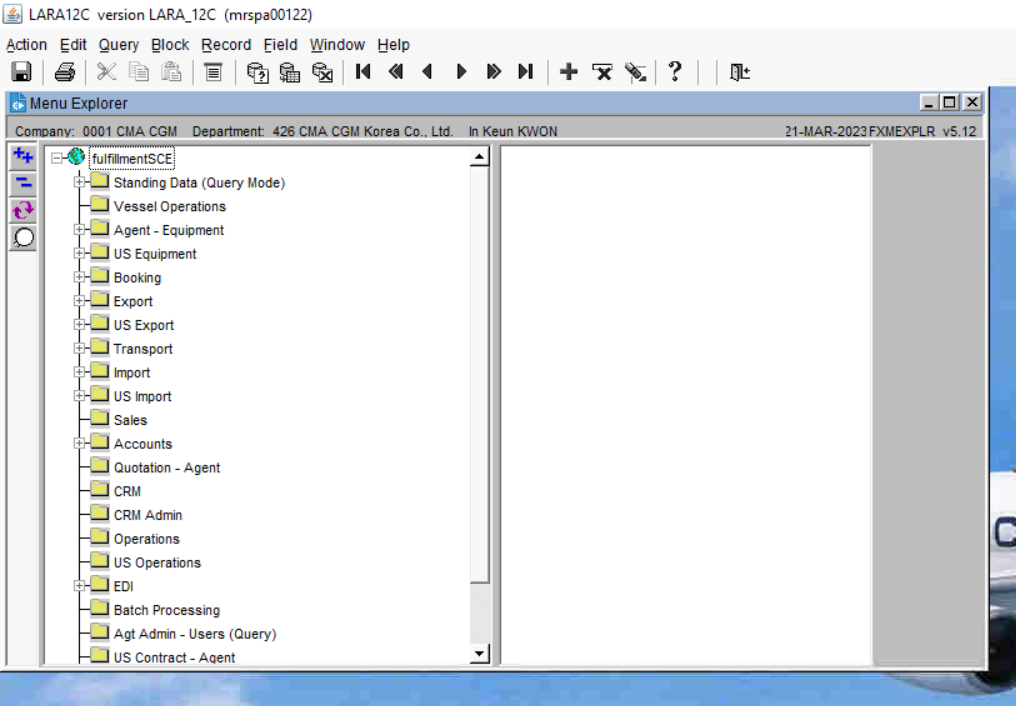 LARA12C version LARA_12C (mrspa00122)
Action Edit Query Block Record Field Window Help
Menu Explorer
Company: 0001 CMA CGM Department: 426 CMA CGM Korea Co., Ltd. In Keun KWON 21-MAR-2023 FXMEXPLR v5.12
fulfillmentSCE
Standing Data (Query Mode)
Vessel Operations
Agent - Equipment
US Equipment
Booking
Export
US Export
Transport
Import
US Import
Sales
Accounts
Quotation - Agent
CRM
CRM Admin
Operations
US Operations
EDI
Batch Processing
Agt Admin - Users (Query)
US Contract - Agent
C